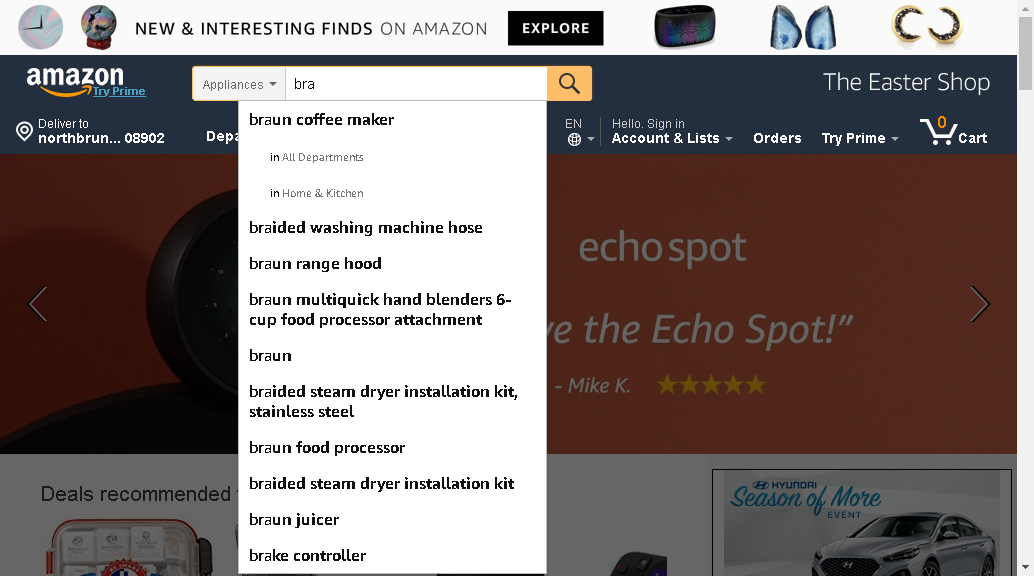 NEW & INTERESTING FINDS ON AMAZON
EXPLORE
amazon
Try Prime
Appliances
bra
The Easter Shop
Deliver to
northbrun... 08902
Depa
EN
Hello. Sign in
Account & Lists
Orders
Try Prime
0
Cart
braun coffee maker
in All Departments
in Home & Kitchen
braided washing machine hose
braun range hood
braun multiquick hand blenders 6-
cup food processor attachment
braun
braided steam dryer installation kit,
stainless steel
braun food processor
braided steam dryer installation kit
braun juicer
brake controller
echo spot
ve the Echo Spot!”
- Mike K.
Deals recommended
HYUNDAI
Season of More
EVENT